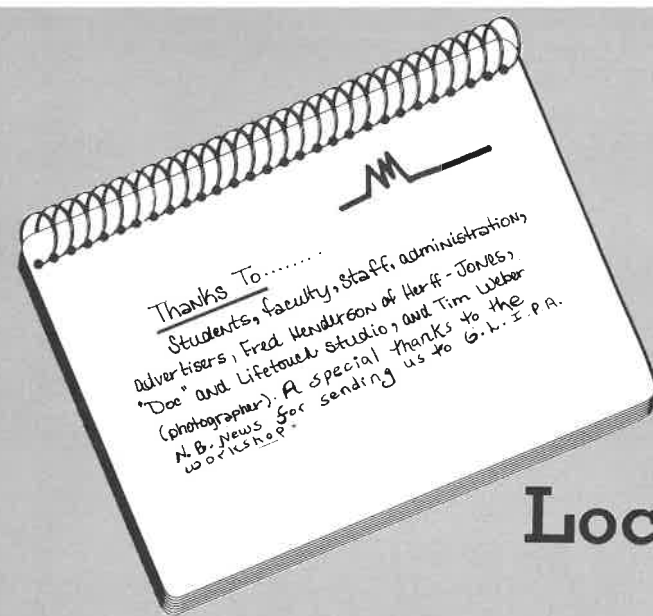 Thanks To........
Students, faculty, staff, administration,
advertisers, Fred Henderson of Herff-Jones,
"Doc" and Lifetouch Studio, and Tim Weber
(photographer). A special thanks to the
N.B. News for sending us to G.L.I.P.A.
workshop.
Loc